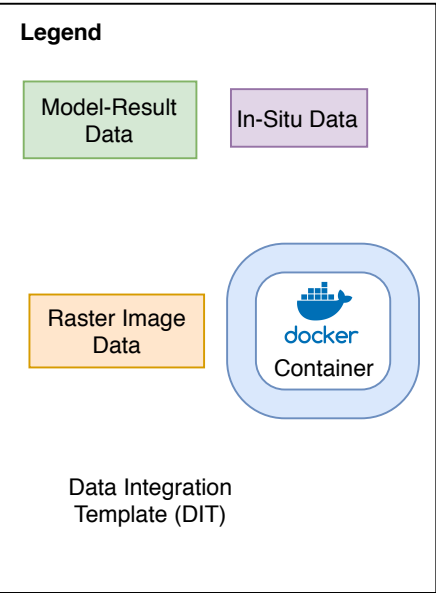 Legend
Model-Result
Data
In-Situ Data
Raster Image
Data
docker
Container
Data Integration
Template (DIT)